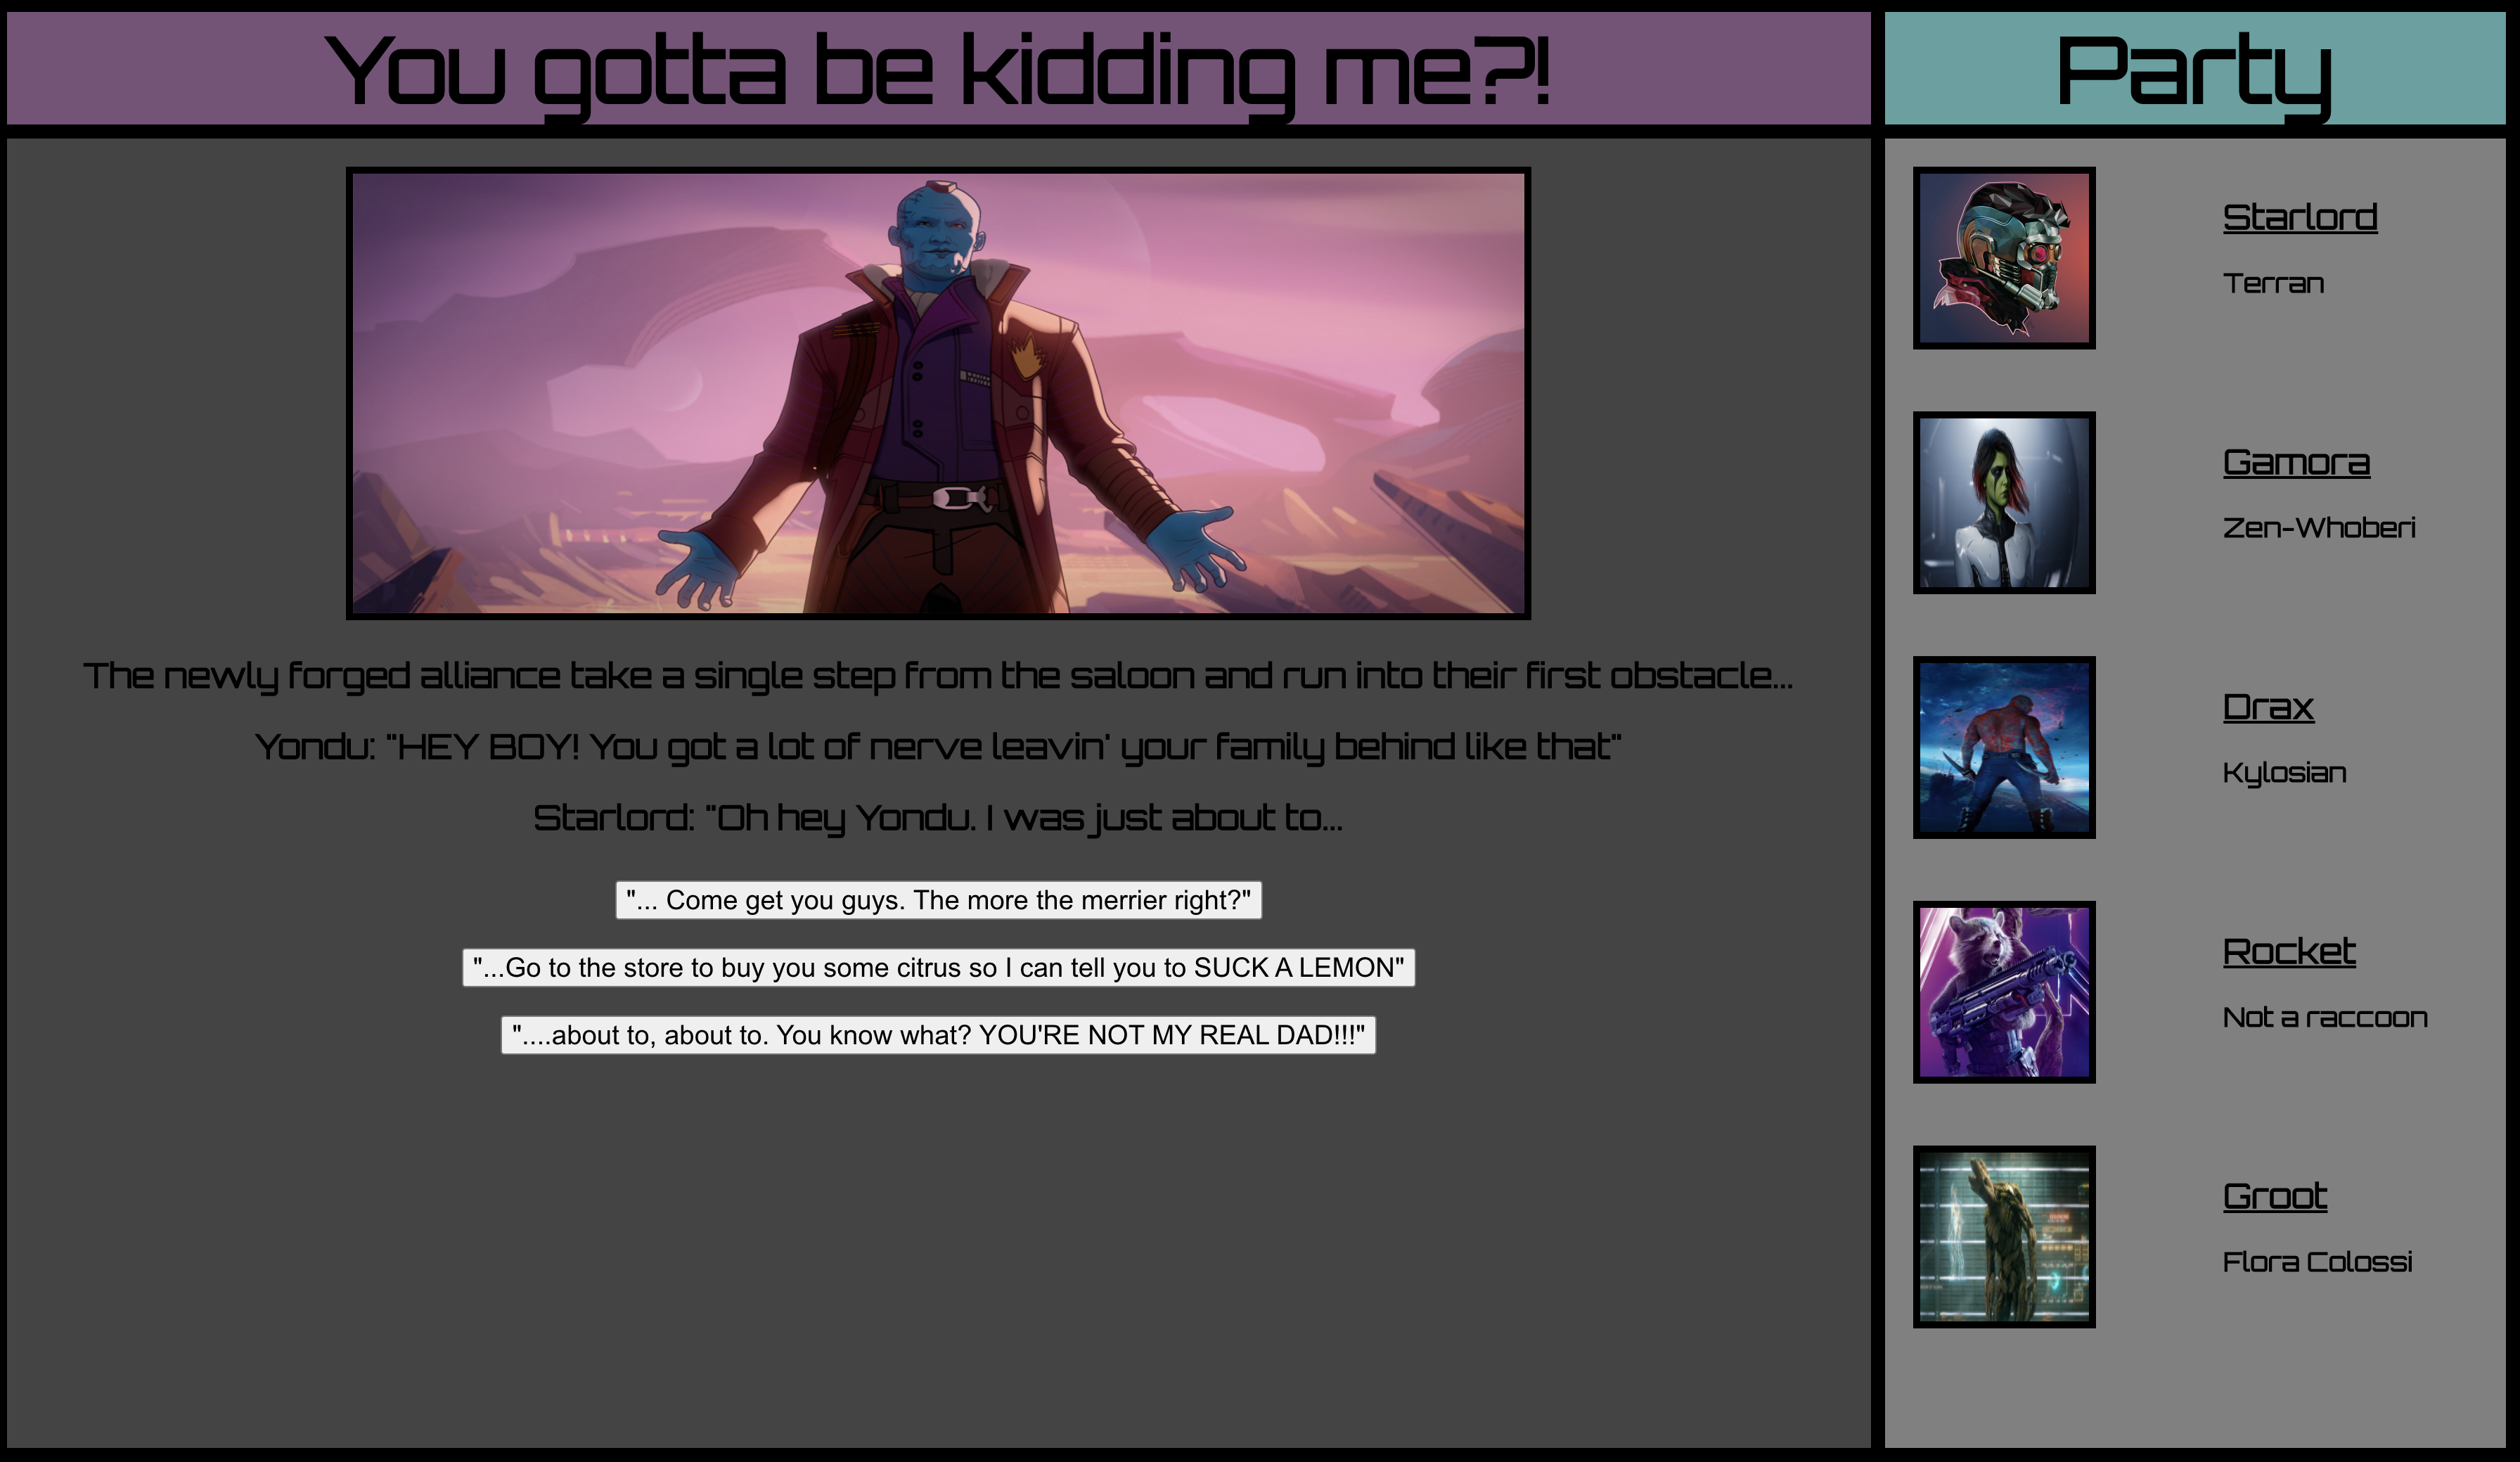 You gotta be kidding me?!
Party
The newly forged alliance take a single step from the saloon and run into their first obstacle...
Yondu: "HEY BOY! You got a lot of nerve leavin' your family behind like that"
Starlord: "Oh hey Yondu. I was just about to...
"... Come get you guys. The more the merrier right?"
"...Go to the store to buy you some citrus so I can tell you to SUCK A LEMON"
"....about to, about to. You know what? YOU'RE NOT MY REAL DAD!!!"
Starlord
Terran
Gamora
Zen-Whoberi
Drax
Kylosian
Rocket
Not a raccoon
Groot
Flora Colossi